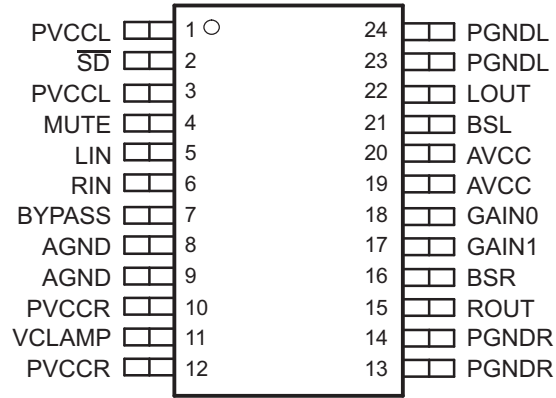 PVCCL 1 24 PGNDL
S̅D̅ 2 23 PGNDL
PVCCL 3 22 LOUT
MUTE 4 21 BSL
LIN 5 20 AVCC
RIN 6 19 AVCC
BYPASS 7 18 GAIN0
AGND 8 17 GAIN1
AGND 9 16 BSR
PVCCR 10 15 ROUT
VCLAMP 11 14 PGNDR
PVCCR 12 13 PGNDR